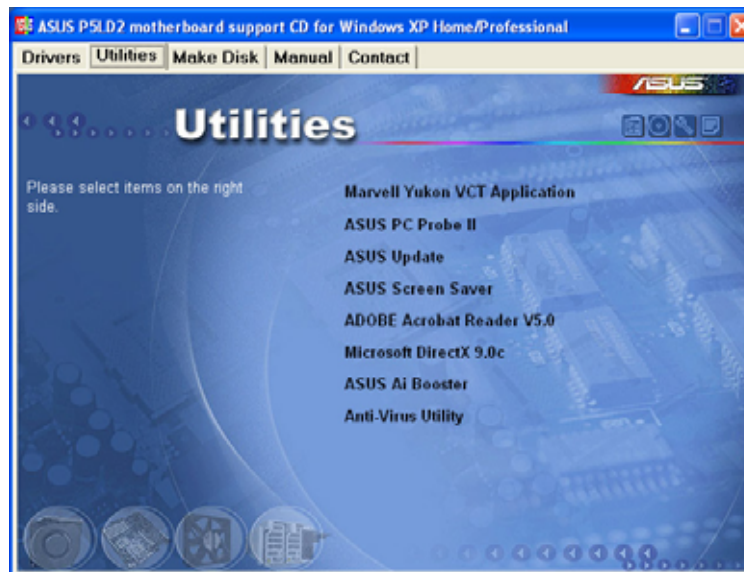 ASUS P5LD2 motherboard support CD for Windows XP Home/Professional
Drivers Utilities Make Disk Manual Contact
ASUS
Utilities
Please select items on the right
side.
Marvell Yukon VCT Application
ASUS PC Probe II
ASUS Update
ASUS Screen Saver
ADOBE Acrobat Reader V5.0
Microsoft DirectX 9.0c
ASUS Ai Booster
Anti-Virus Utility